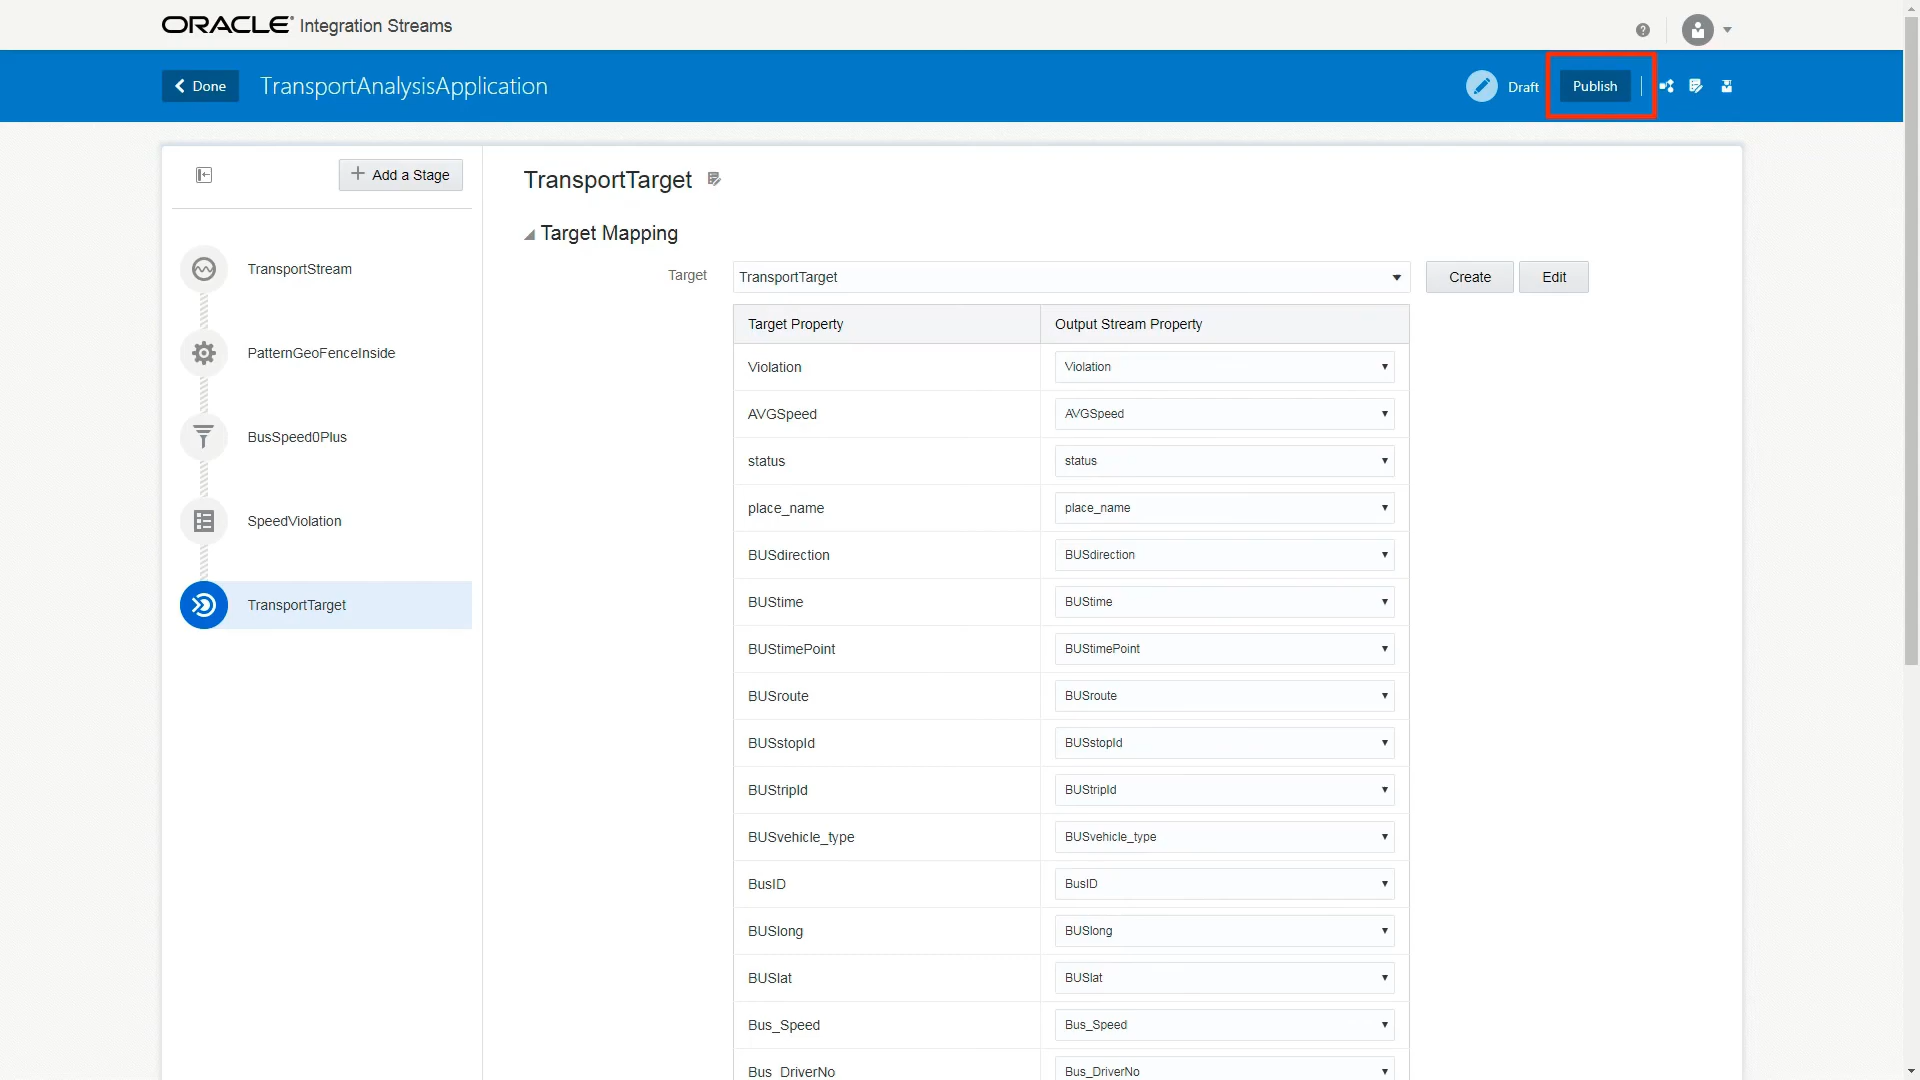 ORACLE Integration Streams
Done
TransportAnalysisApplication
Draft
Publish
Add a Stage
TransportStream
PatternGeoFenceInside
BusSpeed0Plus
SpeedViolation
TransportTarget
TransportTarget
Target Mapping
Target
TransportTarget
Create
Edit
Target Property Output Stream Property
Violation Violation
AVGSpeed AVGSpeed
status status
place_name place_name
BUSdirection BUSdirection
BUStime BUStime
BUStimePoint BUStimePoint
BUSroute BUSroute
BUSstopId BUSstopId
BUStripId BUStripId
BUSvehicle_type BUSvehicle_type
BusID BusID
BUSlong BUSlong
BUSlat BUSlat
Bus_Speed Bus_Speed
Bus_DriverNo Bus_DriverNo